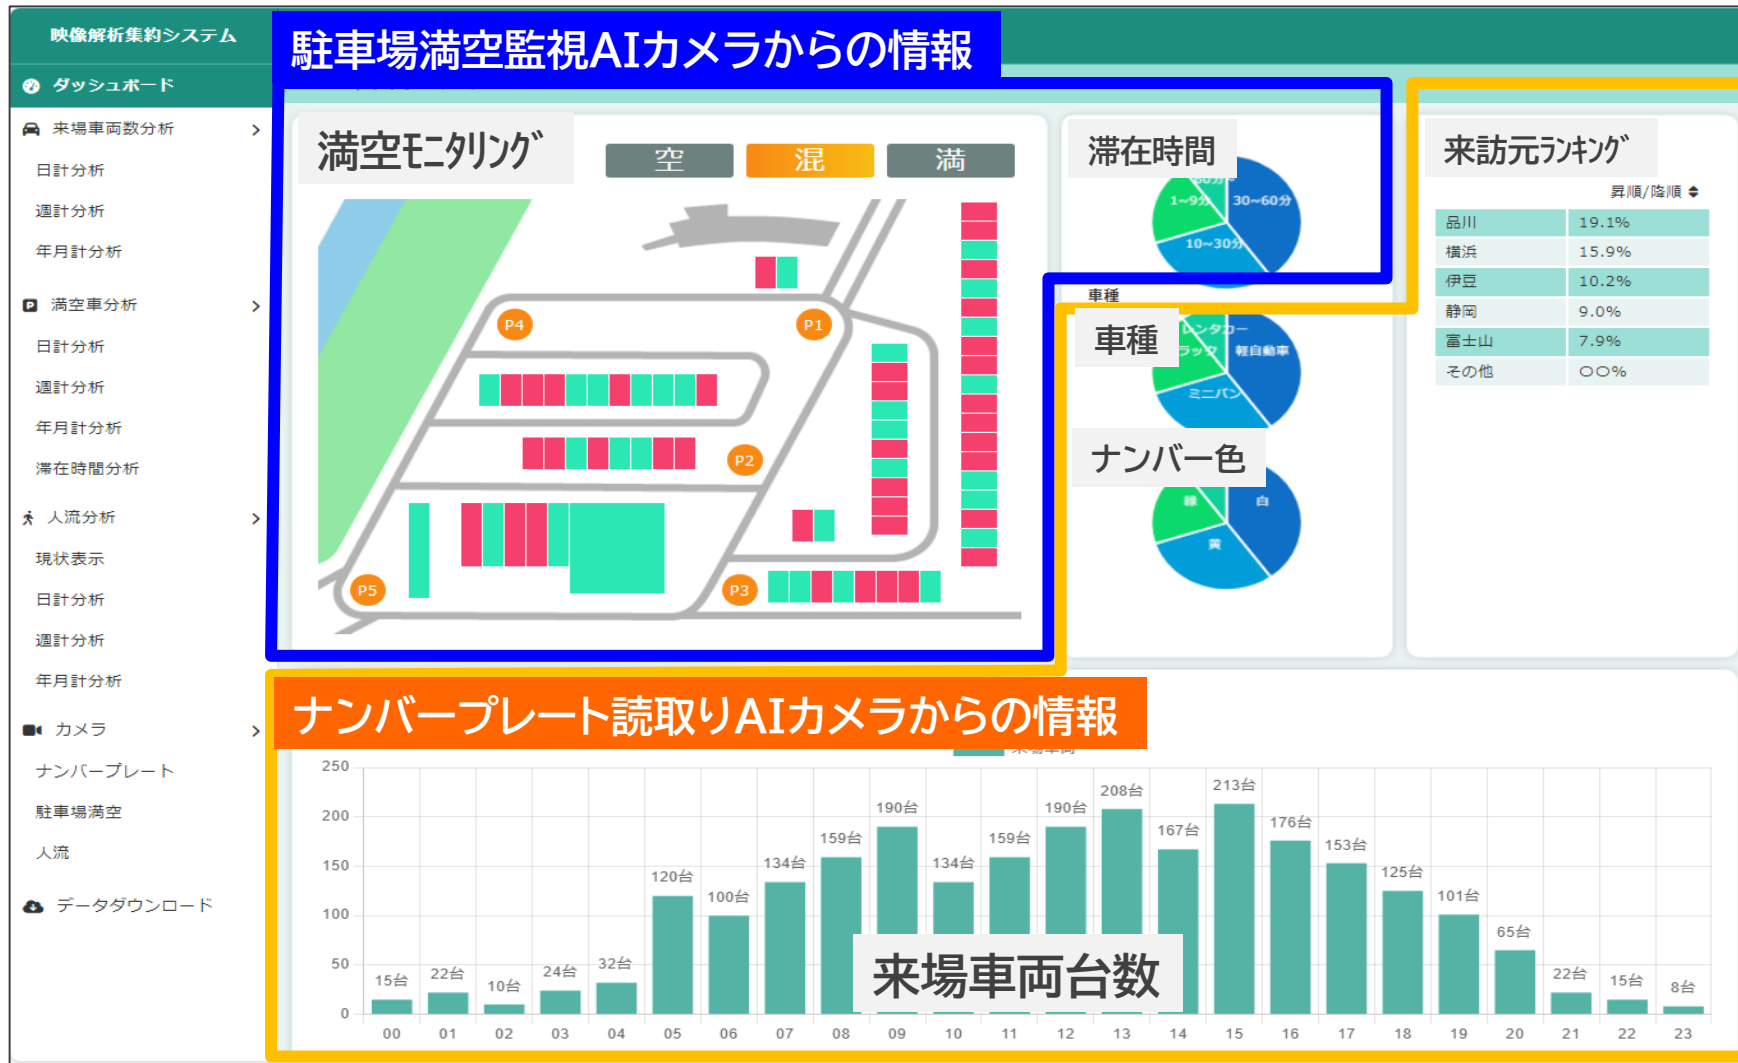 映像解析集約システム
駐車場満空監視AIカメラからの情報
ダッシュボード
来場車両数分析
日計分析
週計分析
年月計分析
満空車分析
日計分析
週計分析
年月計分析
滞在時間分析
人流分析
現状表示
日計分析
週計分析
年月計分析
カメラ
ナンバープレート
駐車場満空
人流
データダウンロード
満空ﾓﾆﾀﾘﾝｸﾞ
空 混 満
P4
P1
P2
P5
P3
滞在時間
1~9分
30~60分
10~30分
車種
車種
レンタカー
軽自動車
ミニバン
ナンバー色
緑
白
黄
来訪元ﾗﾝｷﾝｸﾞ
昇順/降順
品川 19.1%
横浜 15.9%
伊豆 10.2%
静岡 9.0%
富士山 7.9%
その他 〇〇%
ナンバープレート読取りAIカメラからの情報
250
200
150
100
50
0
15台 22台 10台 24台 32台 120台 100台 134台 159台 190台 134台 159台 190台 208台 167台 213台 176台 153台 125台 101台 65台 22台 15台 8台
来場車両台数
00 01 02 03 04 05 06 07 08 09 10 11 12 13 14 15 16 17 18 19 20 21 22 23